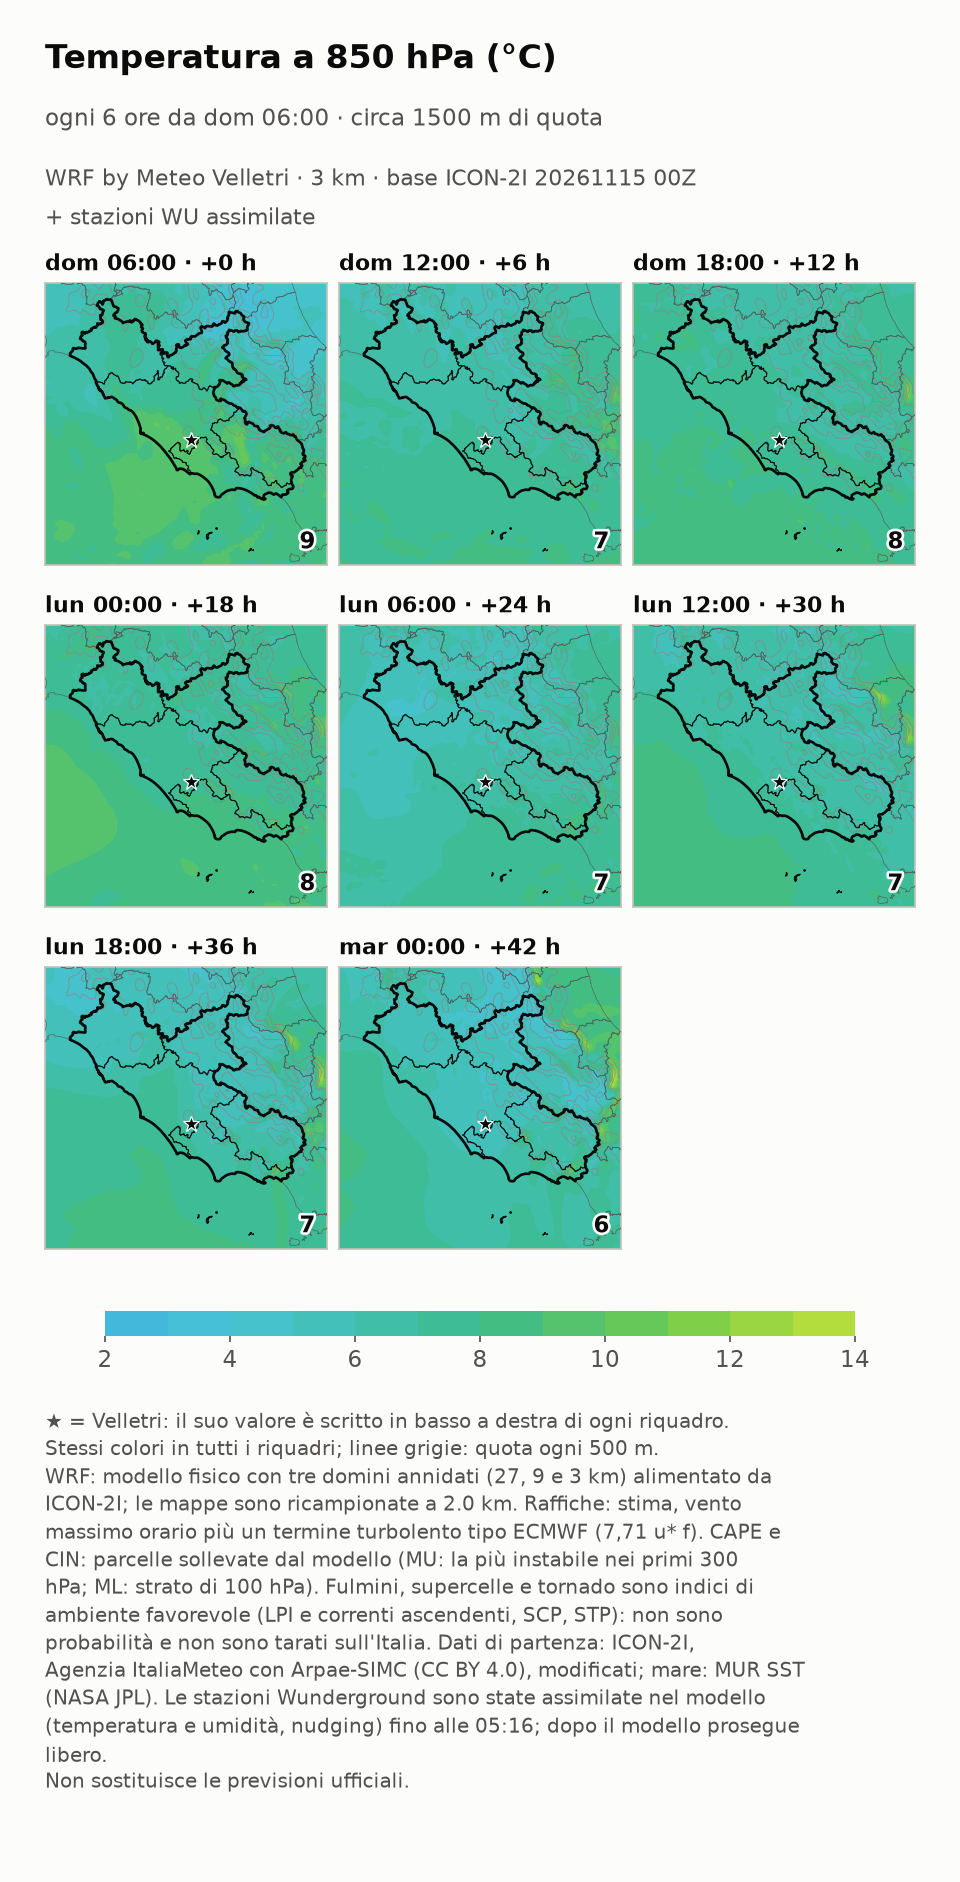 Temperatura a 850 hPa (°C)
ogni 6 ore da dom 06:00 · circa 1500 m di quota
WRF by Meteo Velletri · 3 km · base ICON-2I 20261115 00Z
+ stazioni WU assimilate
dom 06:00 · +0 h
dom 12:00 · +6 h
dom 18:00 · +12 h
9
7
8
lun 00:00 · +18 h
lun 06:00 · +24 h
lun 12:00 · +30 h
8
7
7
lun 18:00 · +36 h
mar 00:00 · +42 h
7
6
2
4
6
8
10
12
14
★ = Velletri: il suo valore è scritto in basso a destra di ogni riquadro.
Stessi colori in tutti i riquadri; linee grigie: quota ogni 500 m.
WRF: modello fisico con tre domini annidati (27, 9 e 3 km) alimentato da
ICON-2I; le mappe sono ricampionate a 2.0 km. Raffiche: stima, vento
massimo orario più un termine turbolento tipo ECMWF (7,71 u* f). CAPE e
CIN: parcelle sollevate dal modello (MU: la più instabile nei primi 300
hPa; ML: strato di 100 hPa). Fulmini, supercelle e tornado sono indici di
ambiente favorevole (LPI e correnti ascendenti, SCP, STP): non sono
probabilità e non sono tarati sull'Italia. Dati di partenza: ICON-2I,
Agenzia ItaliaMeteo con Arpae-SIMC (CC BY 4.0), modificati; mare: MUR SST
(NASA JPL). Le stazioni Wunderground sono state assimilate nel modello
(temperatura e umidità, nudging) fino alle 05:16; dopo il modello prosegue
libero.
Non sostituisce le previsioni ufficiali.